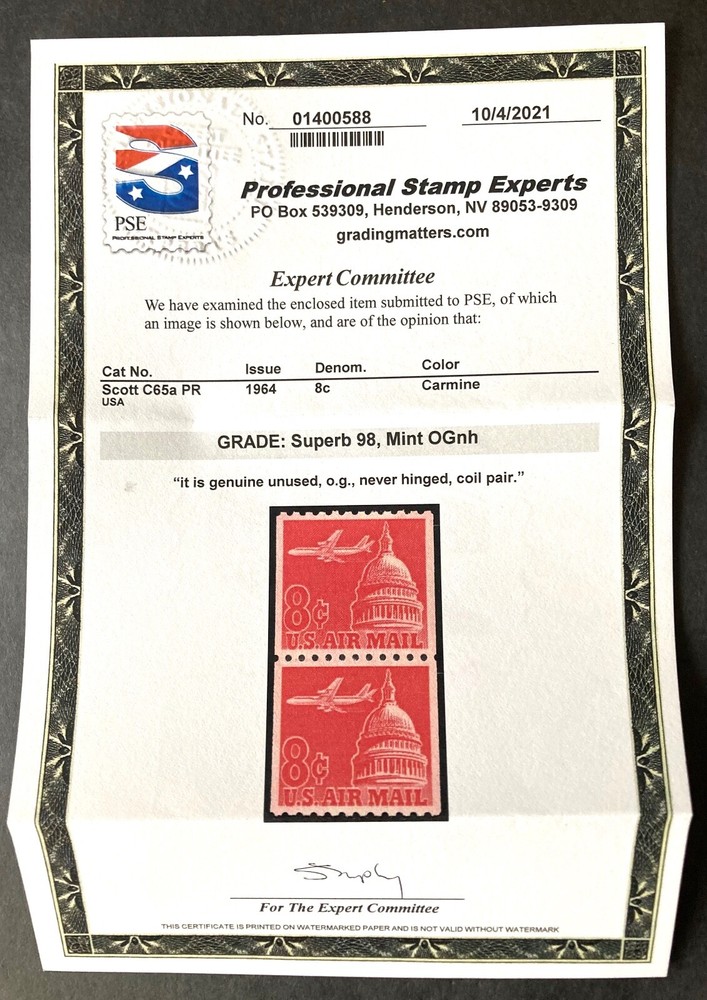 No. 01400588
10/4/2021
PSE
PROFESSIONAL STAMP EXPERTS
Professional Stamp Experts
PO Box 539309, Henderson, NV 89053-9309
gradingmatters.com
Expert Committee
We have examined the enclosed item submitted to PSE, of which
an image is shown below, and are of the opinion that:
Cat No. Issue Denom. Color
Scott C65a PR 1964 8c Carmine
USA
GRADE: Superb 98, Mint OGnh
“it is genuine unused, o.g., never hinged, coil pair.”
8¢
U.S. AIR MAIL
8¢
U.S. AIR MAIL
For The Expert Committee
THIS CERTIFICATE IS PRINTED ON WATERMARKED PAPER AND IS NOT VALID WITHOUT WATERMARK